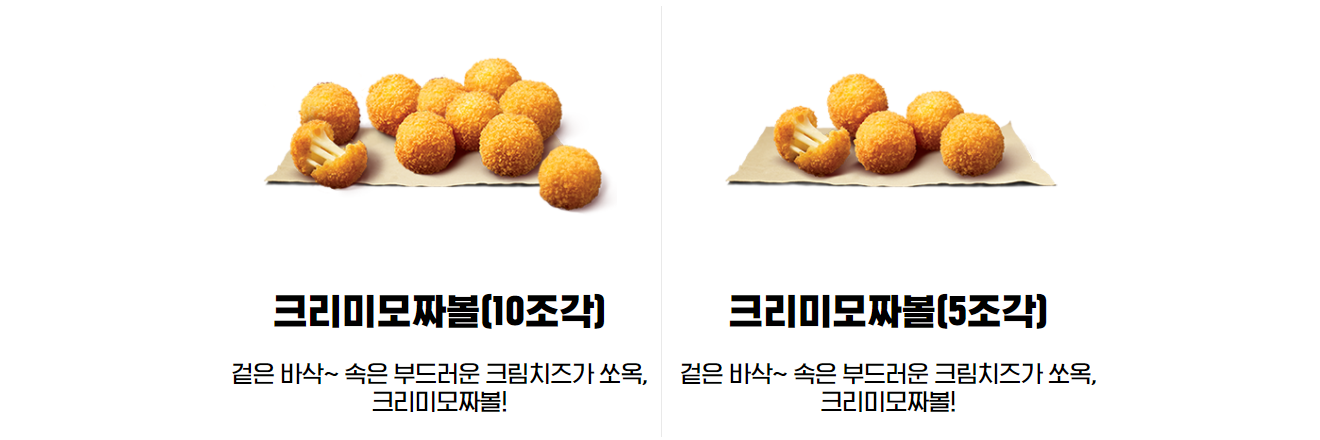 크리미모짜볼(10조각)
겉은 바삭~ 속은 부드러운 크림치즈가 쏘옥,
크리미모짜볼!
크리미모짜볼(5조각)
겉은 바삭~ 속은 부드러운 크림치즈가 쏘옥,
크리미모짜볼!